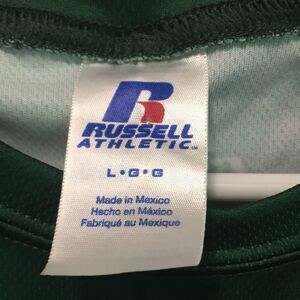 R
RUSSELL
ATHLETIC
L•G•G
Made in Mexico
Hecho en México
Fabriqué au Mexique